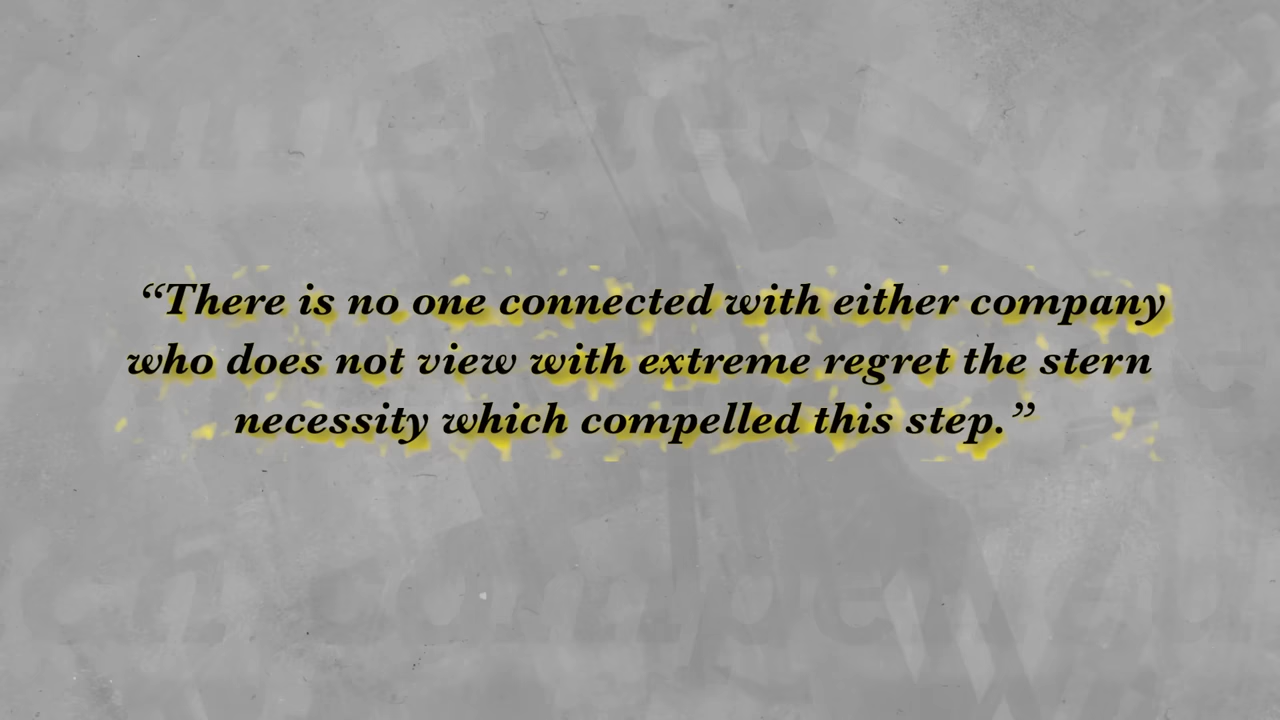 “There is no one connected with either company
who does not view with extreme regret the stern
necessity which compelled this step.”